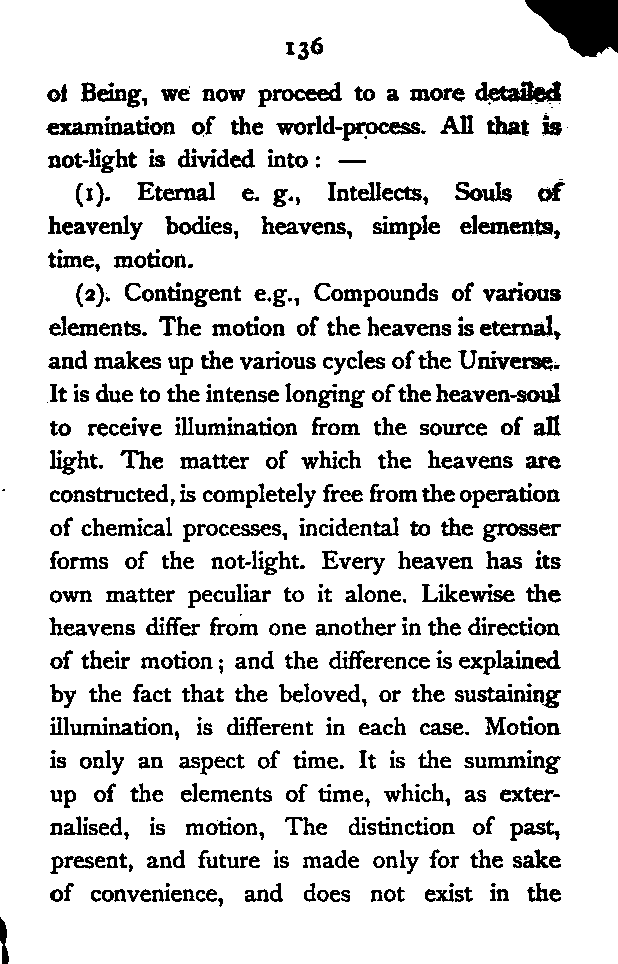 136
of Being, we now proceed to a more detailed
examination of the world-process. All that is
not-light is divided into : —
(1). Eternal e. g., Intellects, Souls of
heavenly bodies, heavens, simple elements,
time, motion.
(2). Contingent e.g., Compounds of various
elements. The motion of the heavens is eternal,
and makes up the various cycles of the Universe.
It is due to the intense longing of the heaven-soul
to receive illumination from the source of all
light. The matter of which the heavens are
constructed, is completely free from the operation
of chemical processes, incidental to the grosser
forms of the not-light. Every heaven has its
own matter peculiar to it alone. Likewise the
heavens differ from one another in the direction
of their motion ; and the difference is explained
by the fact that the beloved, or the sustaining
illumination, is different in each case. Motion
is only an aspect of time. It is the summing
up of the elements of time, which, as exter-
nalised, is motion, The distinction of past,
present, and future is made only for the sake
of convenience, and does not exist in the